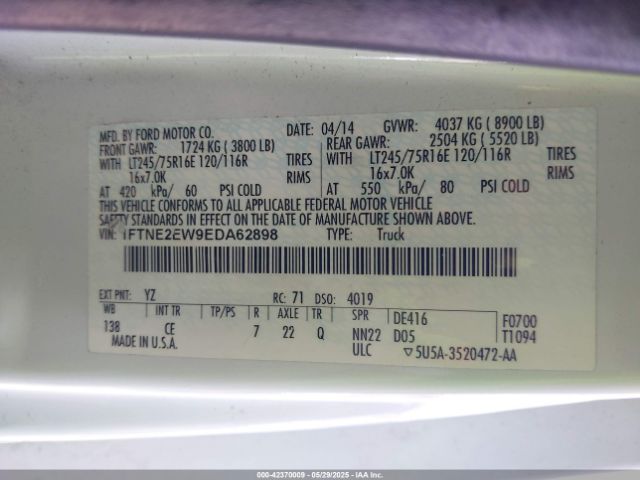 MFD. BY FORD MOTOR CO. DATE: 04/14 GVWR: 4037 KG ( 8900 LB)
FRONT GAWR: 1724 KG ( 3800 LB) REAR GAWR: 2504 KG ( 5520 LB)
WITH LT245/75R16E 120/116R TIRES WITH LT245/75R16E 120/116R TIRES
16x7.0K RIMS 16x7.0K RIMS
AT 420 kPa/ 60 PSI COLD AT 550 kPa/ 80 PSI COLD
THIS VEHICLE CONFORMS TO ALL APPLICABLE FEDERAL MOTOR VEHICLE
SAFETY STANDARDS IN EFFECT ON THE DATE OF MANUFACTURE SHOWN ABOVE.
VIN: 1FTNE2EW9EDA62898 TYPE: Truck
EXT PNT: YZ RC: 71 DSO: 4019
WB INT TR TP/PS R AXLE TR SPR DE416 F0700
138 CE 7 22 Q NN22 D05 T1094
MADE IN U.S.A. ULC ▽5U5A-3520472-AA
000-42370009 - 05/29/2025 - IAA Inc.